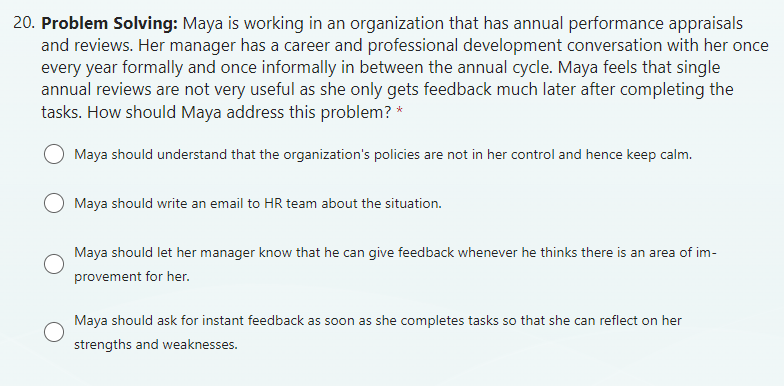 20. Problem Solving: Maya is working in an organization that has annual performance appraisals
and reviews. Her manager has a career and professional development conversation with her once
every year formally and once informally in between the annual cycle. Maya feels that single
annual reviews are not very useful as she only gets feedback much later after completing the
tasks. How should Maya address this problem? *
Maya should understand that the organization's policies are not in her control and hence keep calm.
Maya should write an email to HR team about the situation.
Maya should let her manager know that he can give feedback whenever he thinks there is an area of im-
provement for her.
Maya should ask for instant feedback as soon as she completes tasks so that she can reflect on her
strengths and weaknesses.